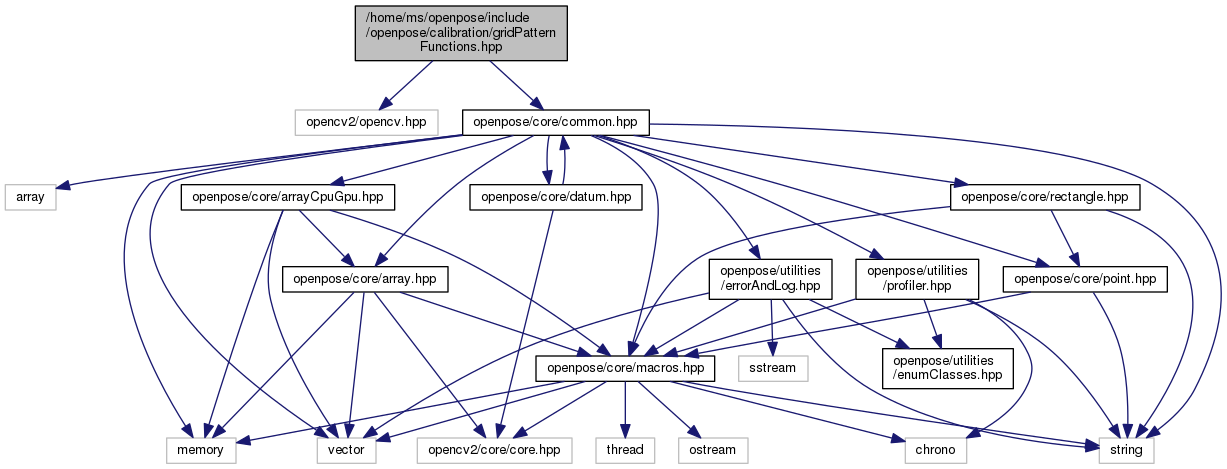 /home/ms/openpose/include
/openpose/calibration/gridPattern
Functions.hpp
opencv2/opencv.hpp
openpose/core/common.hpp
array
openpose/core/arrayCpuGpu.hpp
openpose/core/datum.hpp
openpose/core/rectangle.hpp
openpose/core/array.hpp
openpose/utilities
/errorAndLog.hpp
openpose/utilities
/profiler.hpp
openpose/core/point.hpp
openpose/core/macros.hpp
sstream
openpose/utilities
/enumClasses.hpp
memory
vector
opencv2/core/core.hpp
thread
ostream
chrono
string